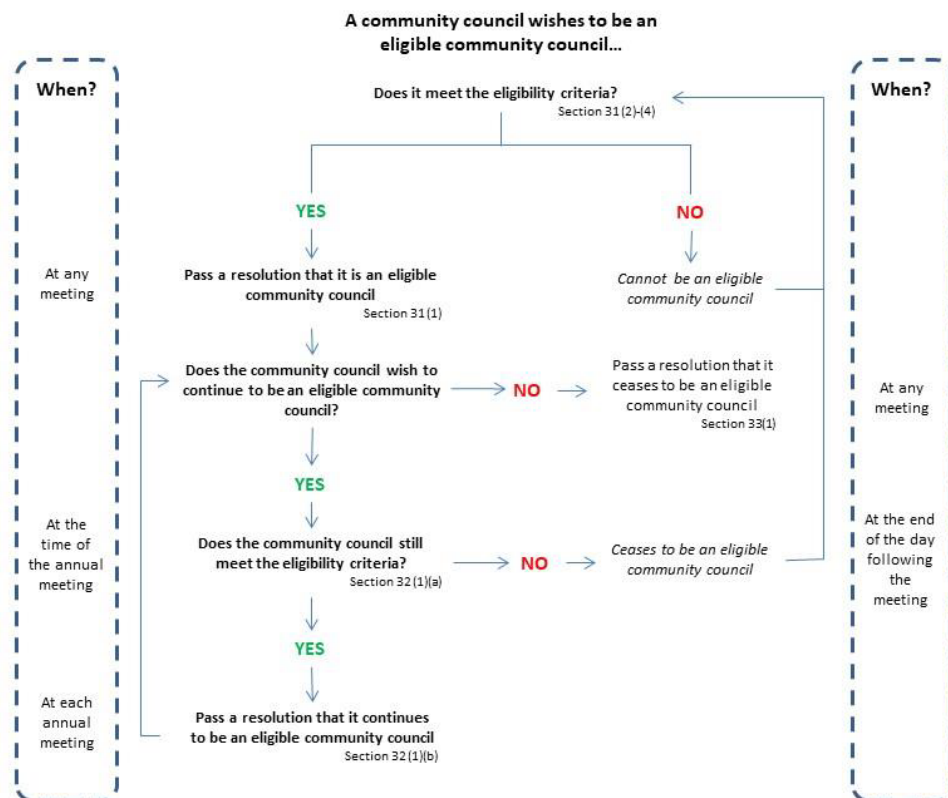 A community council wishes to be an
eligible community council...
When?
When?
Does it meet the eligibility criteria?
Section 31(2)-(4)
YES
NO
At any
meeting
Pass a resolution that it is an eligible
community council
Section 31(1)
Cannot be an eligible
community council
Does the community council wish to
continue to be an eligible community
council?
NO
Pass a resolution that it
ceases to be an eligible
community council
Section 33(1)
At any
meeting
YES
At the
time of
the annual
meeting
Does the community council still
meet the eligibility criteria?
Section 32(1)(a)
NO
Ceases to be an eligible
community council
At the end
of the day
following
the
meeting
YES
At each
annual
meeting
Pass a resolution that it continues
to be an eligible community council
Section 32(1)(b)